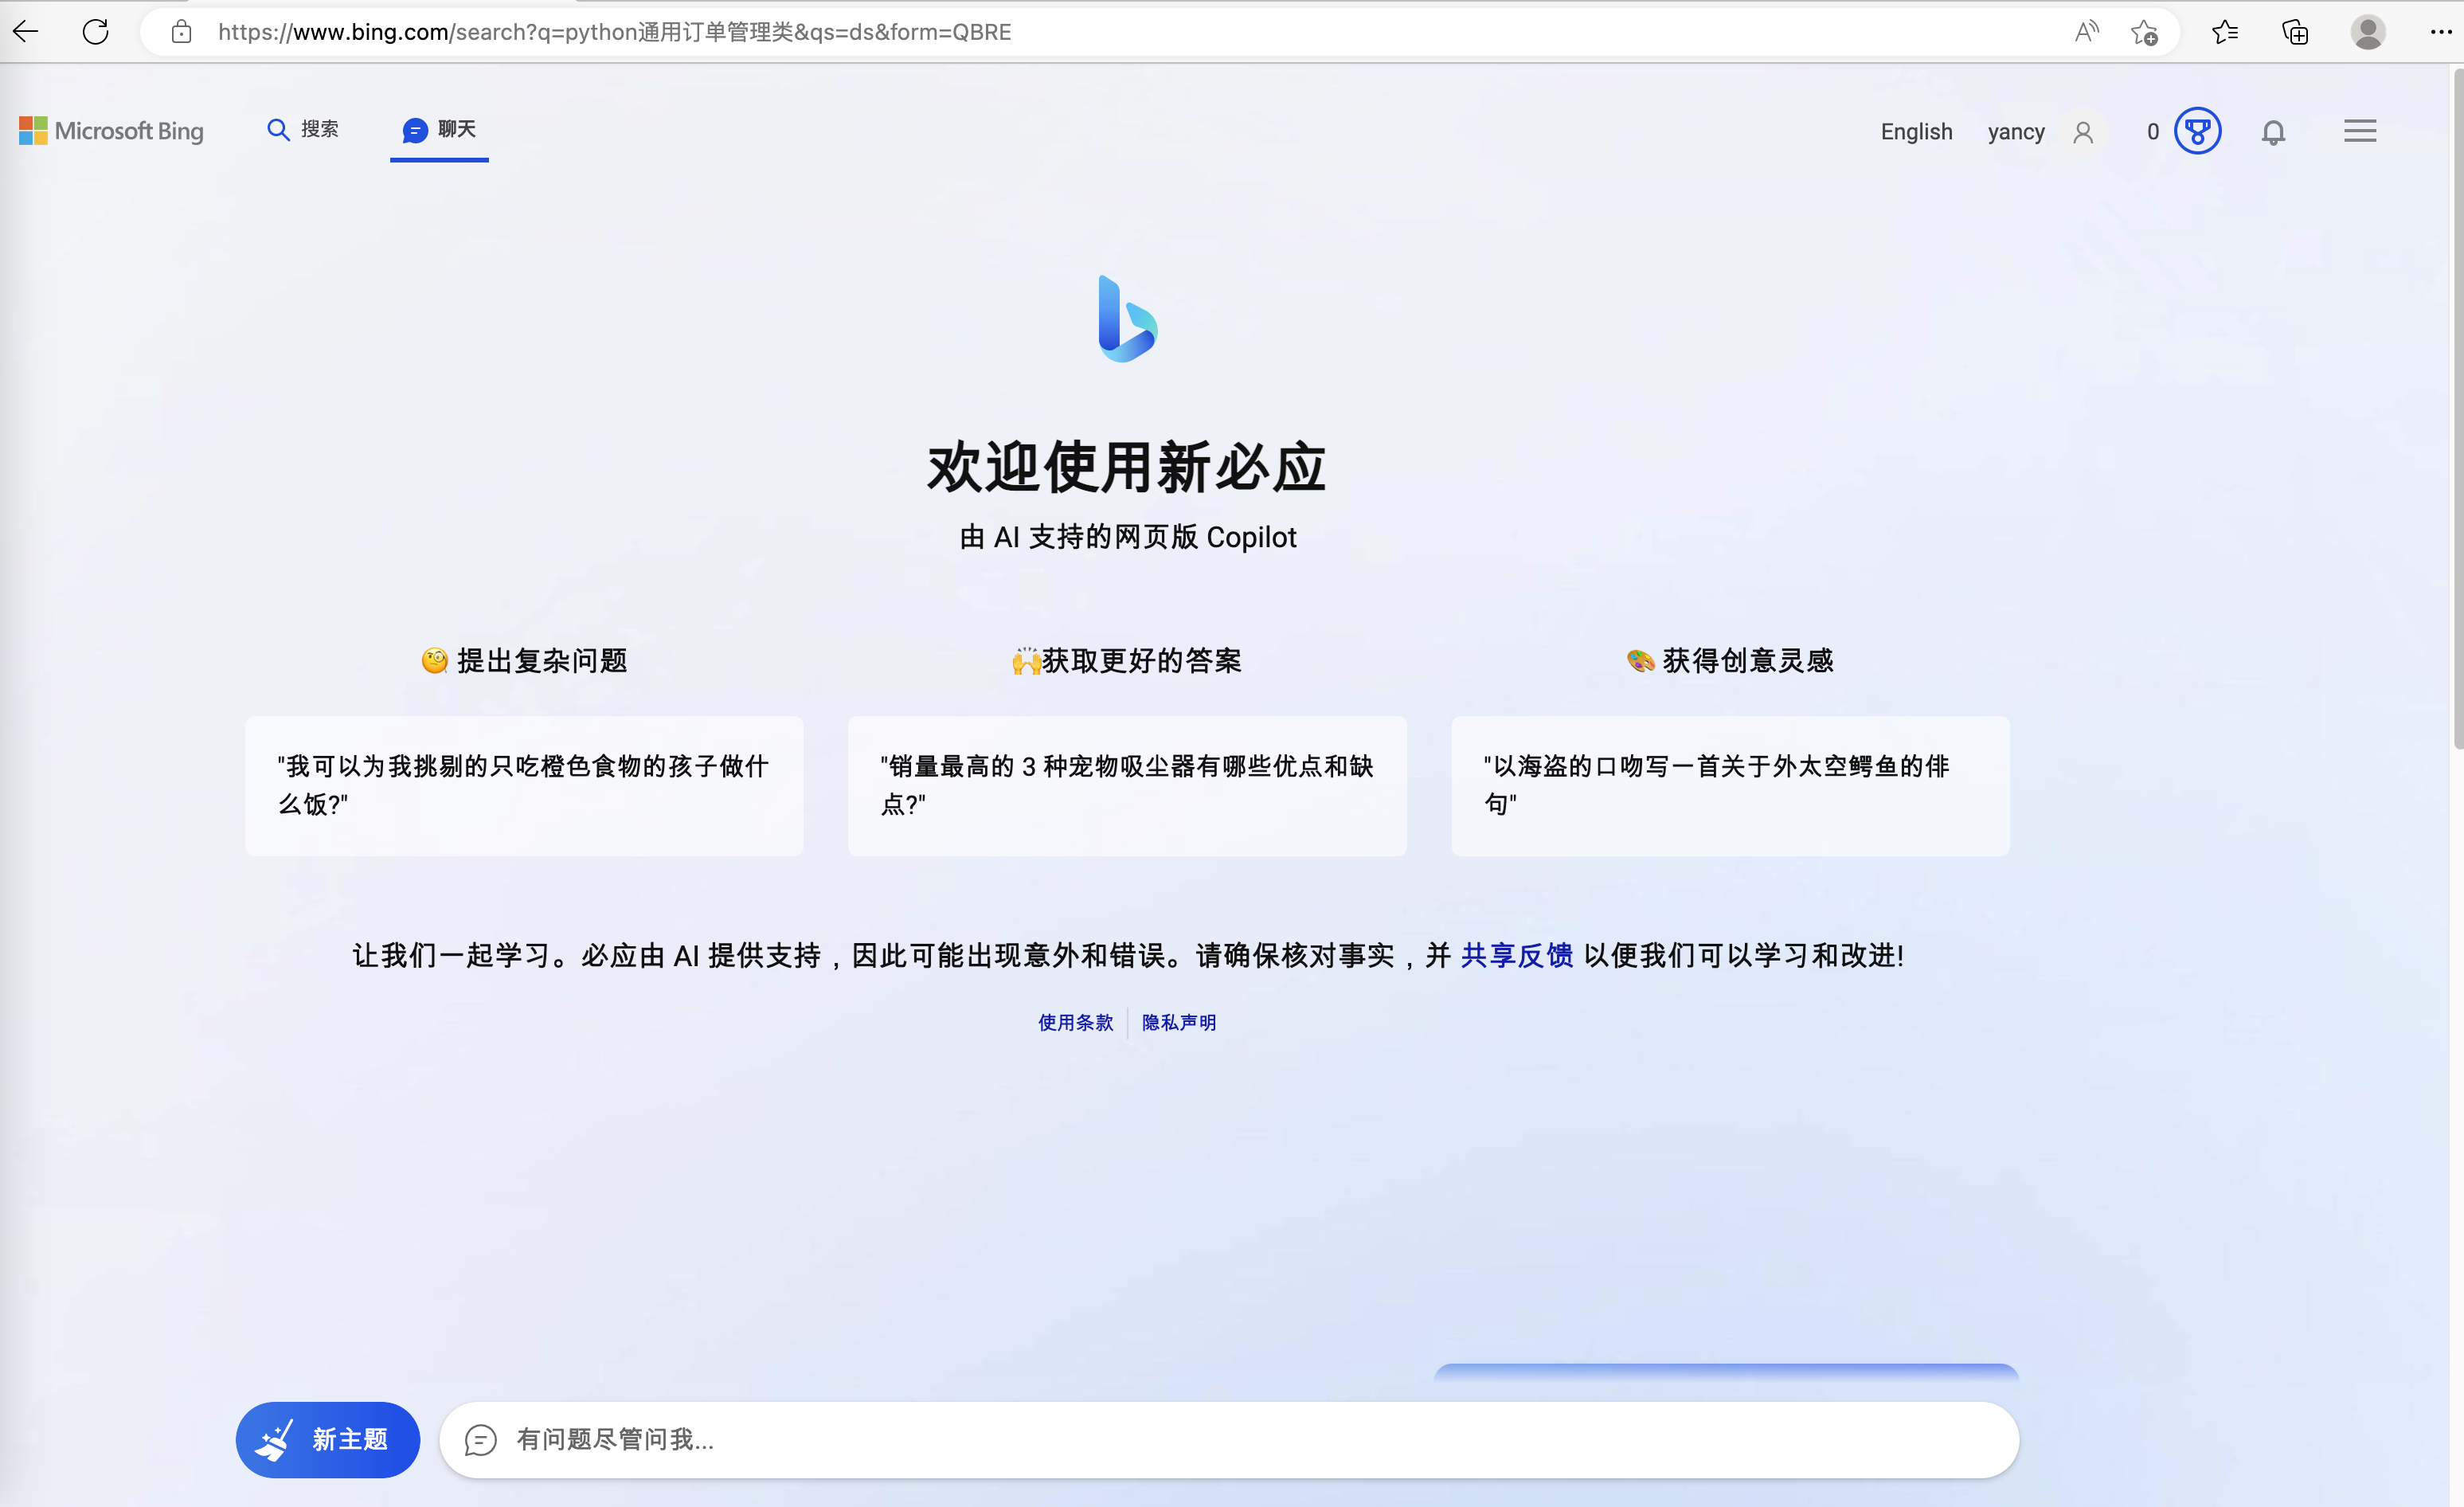 https://www.bing.com/search?q=python通用订单管理类&qs=ds&form=QBRE
Microsoft Bing
搜索
聊天
English
yancy
0
欢迎使用新必应
由 AI 支持的网页版 Copilot
提出复杂问题
获取更好的答案
获得创意灵感
"我可以为我挑剔的只吃橙色食物的孩子做什
么饭?"
"销量最高的 3 种宠物吸尘器有哪些优点和缺
点?"
"以海盗的口吻写一首关于外太空鳄鱼的俳
句"
让我们一起学习。必应由 AI 提供支持，因此可能出现意外和错误。请确保核对事实，并 共享反馈 以便我们可以学习和改进!
使用条款
隐私声明
新主题
有问题尽管问我...